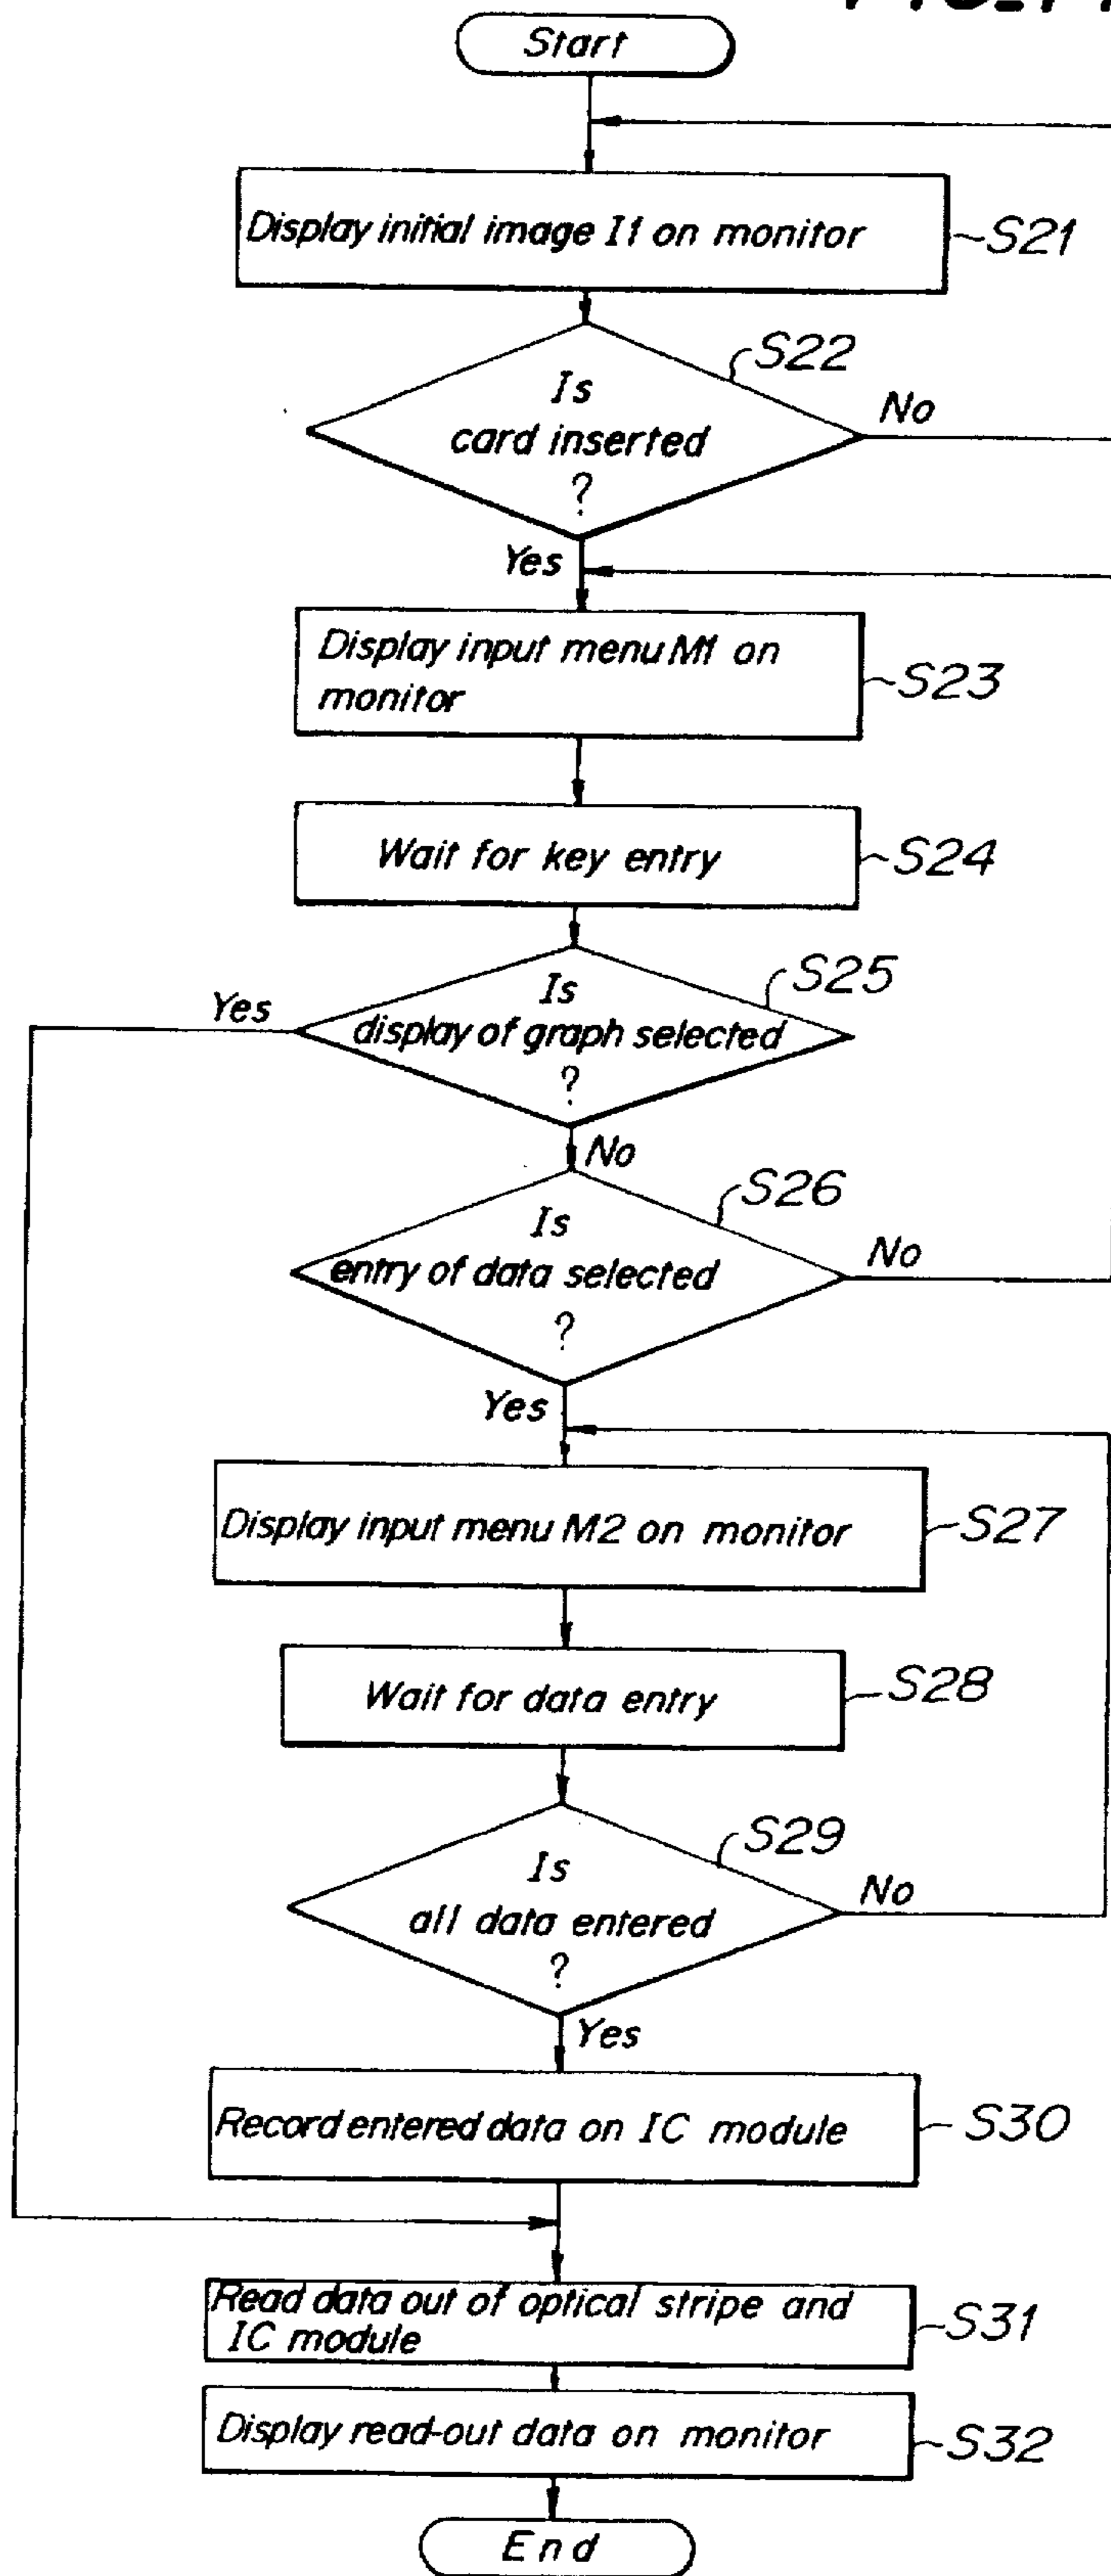 Start
Display initial image I1 on monitor
S21
Is
card inserted
?
S22
No
Yes
Display input menu M1 on
monitor
S23
Wait for key entry
S24
Is
display of graph selected
?
S25
Yes
No
Is
entry of data selected
?
S26
No
Yes
Display input menu M2 on monitor
S27
Wait for data entry
S28
Is
all data entered
?
S29
No
Yes
Record entered data on IC module
S30
Read data out of optical stripe and
IC module
S31
Display read-out data on monitor
S32
End